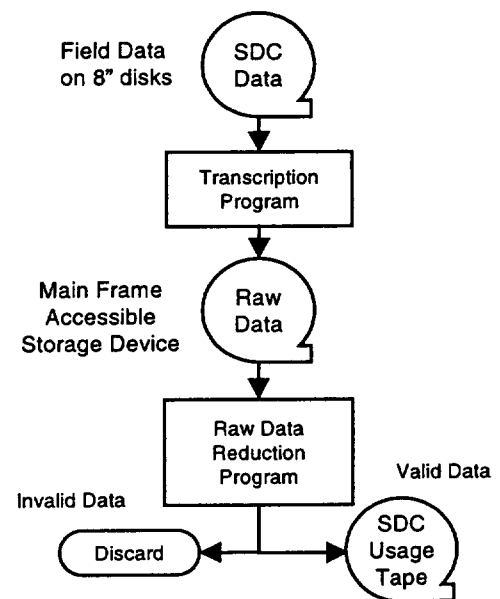 Field Data
on 8" disks
SDC
Data
Transcription
Program
Main Frame
Accessible
Storage Device
Raw
Data
Raw Data
Reduction
Program
Invalid Data
Valid Data
Discard
SDC
Usage
Tape